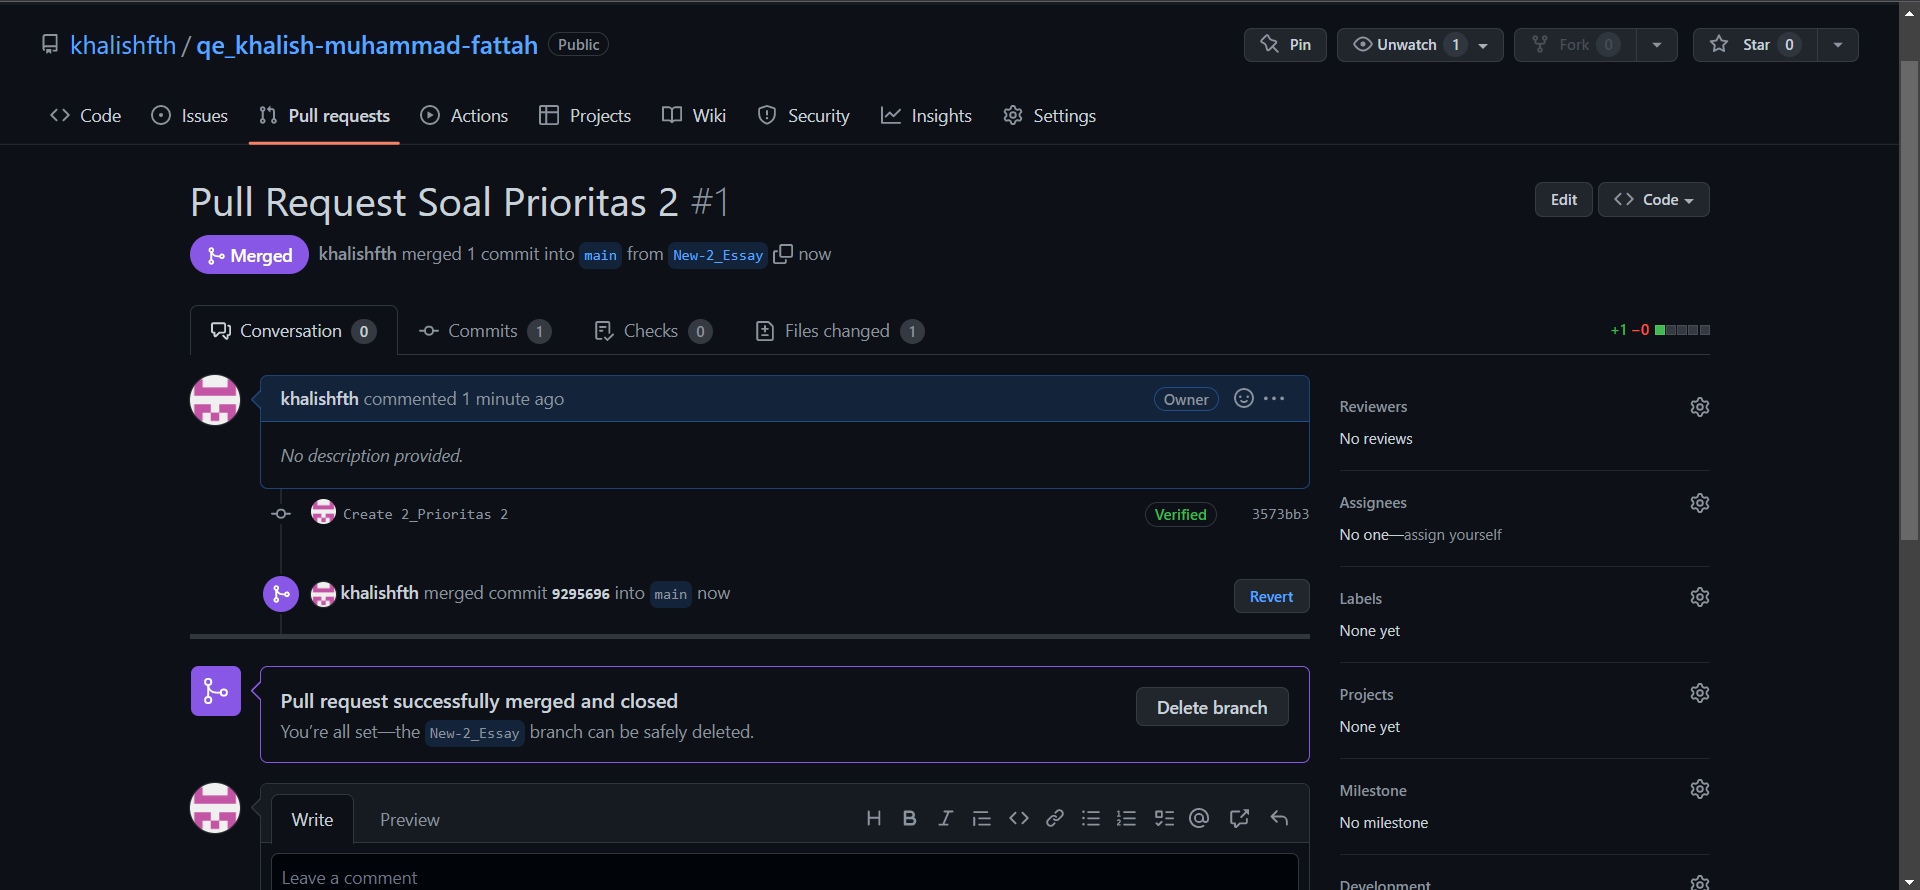 khalishfth / qe_khalish-muhammad-fattah Public
Pin
Unwatch 1
Fork 0
Star 0
Code
Issues
Pull requests
Actions
Projects
Wiki
Security
Insights
Settings
Pull Request Soal Prioritas 2 #1
Edit
Code
Merged
khalishfth merged 1 commit into main from New-2_Essay now
Conversation 0
Commits 1
Checks 0
Files changed 1
+1 −0
khalishfth commented 1 minute ago
Owner
No description provided.
Create 2_Prioritas 2
Verified
3573bb3
khalishfth merged commit 9295696 into main now
Revert
Pull request successfully merged and closed
You're all set—the New-2_Essay branch can be safely deleted.
Delete branch
Write
Preview
Leave a comment
Reviewers
No reviews
Assignees
No one—assign yourself
Labels
None yet
Projects
None yet
Milestone
No milestone
Development